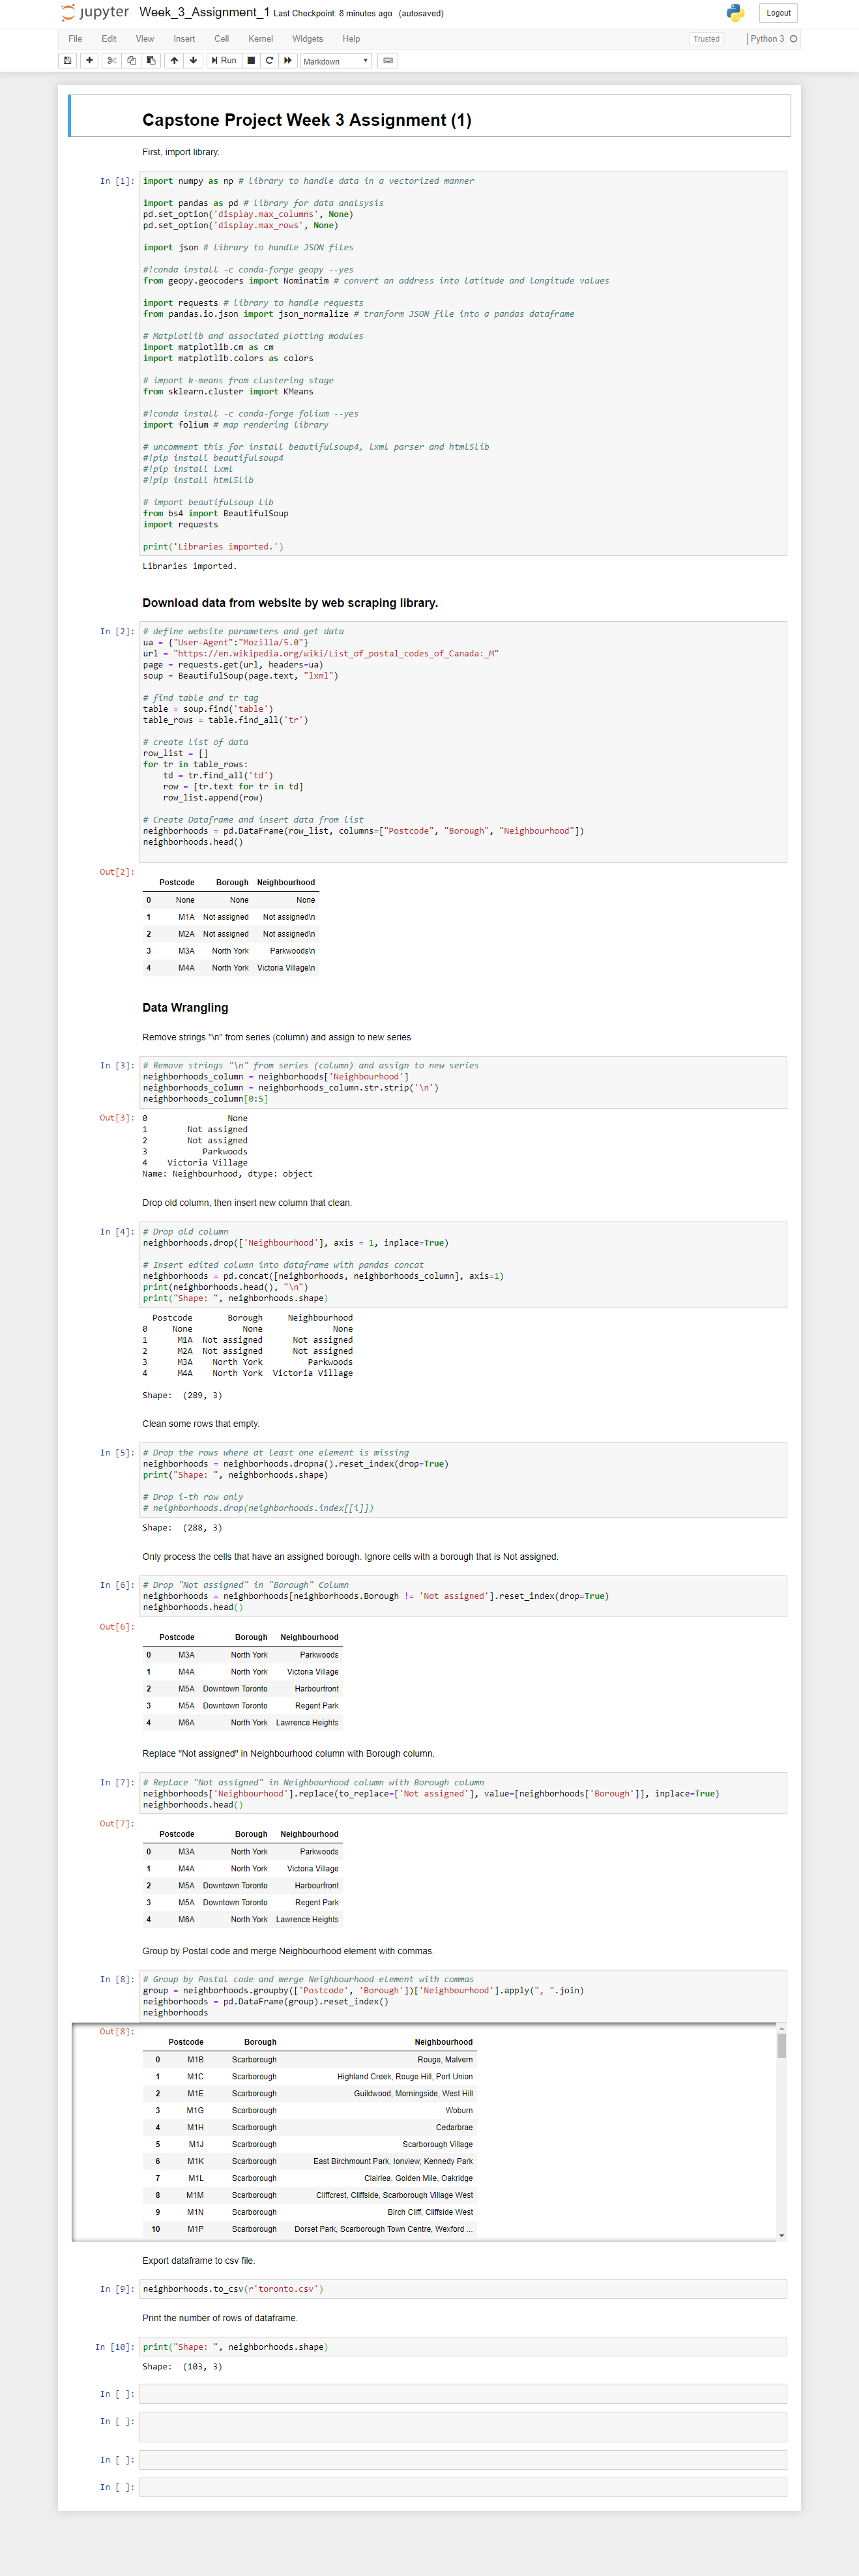 jupyter Week_3_Assignment_1 Last Checkpoint: 8 minutes ago (autosaved) Logout
File Edit View Insert Cell Kernel Widgets Help Trusted Python 3
Run Markdown
Capstone Project Week 3 Assignment (1)
First, import library.
In [1]: import numpy as np # library to handle data in a vectorized manner
import pandas as pd # library for data analsysis
pd.set_option('display.max_columns', None)
pd.set_option('display.max_rows', None)
import json # library to handle JSON files
#!conda install -c conda-forge geopy --yes
from geopy.geocoders import Nominatim # convert an address into latitude and longitude values
import requests # library to handle requests
from pandas.io.json import json_normalize # tranform JSON file into a pandas dataframe
# Matplotlib and associated plotting modules
import matplotlib.cm as cm
import matplotlib.colors as colors
# import k-means from clustering stage
from sklearn.cluster import KMeans
#!conda install -c conda-forge folium --yes
import folium # map rendering library
# uncomment this for install beautifulsoup4, lxml parser and html5lib
#!pip install beautifulsoup4
#!pip install lxml
#!pip install html5lib
# import beautifulsoup lib
from bs4 import BeautifulSoup
import requests
print('Libraries imported.')
Libraries imported.
Download data from website by web scraping library.
In [2]: # define website parameters and get data
ua = {"User-Agent":"Mozilla/5.0"}
url = "https://en.wikipedia.org/wiki/List_of_postal_codes_of_Canada:_M"
page = requests.get(url, headers=ua)
soup = BeautifulSoup(page.text, "lxml")
# find table and tr tag
table = soup.find('table')
table_rows = table.find_all('tr')
# create list of data
row_list = []
for tr in table_rows:
td = tr.find_all('td')
row = [tr.text for tr in td]
row_list.append(row)
# Create Dataframe and insert data from list
neighborhoods = pd.DataFrame(row_list, columns=["Postcode", "Borough", "Neighbourhood"])
neighborhoods.head()
Out[2]:
Postcode Borough Neighbourhood
0 None None None
1 M1A Not assigned Not assigned\n
2 M2A Not assigned Not assigned\n
3 M3A North York Parkwoods\n
4 M4A North York Victoria Village\n
Data Wrangling
Remove strings "\n" from series (column) and assign to new series
In [3]: # Remove strings "\n" from series (column) and assign to new series
neighborhoods_column = neighborhoods['Neighbourhood']
neighborhoods_column = neighborhoods_column.str.strip('\n')
neighborhoods_column[0:5]
Out[3]: 0 None
1 Not assigned
2 Not assigned
3 Parkwoods
4 Victoria Village
Name: Neighbourhood, dtype: object
Drop old column, then insert new column that clean.
In [4]: # Drop old column
neighborhoods.drop(['Neighbourhood'], axis = 1, inplace=True)
# Insert edited column into dataframe with pandas concat
neighborhoods = pd.concat([neighborhoods, neighborhoods_column], axis=1)
print(neighborhoods.head(), "\n")
print("Shape: ", neighborhoods.shape)
Postcode Borough Neighbourhood
0 None None None
1 M1A Not assigned Not assigned
2 M2A Not assigned Not assigned
3 M3A North York Parkwoods
4 M4A North York Victoria Village
Shape: (289, 3)
Clean some rows that empty.
In [5]: # Drop the rows where at least one element is missing
neighborhoods = neighborhoods.dropna().reset_index(drop=True)
print("Shape: ", neighborhoods.shape)
# Drop i-th row only
# neighborhoods.drop(neighborhoods.index[[i]])
Shape: (288, 3)
Only process the cells that have an assigned borough. Ignore cells with a borough that is Not assigned.
In [6]: # Drop "Not assigned" in "Borough" Column
neighborhoods = neighborhoods[neighborhoods.Borough != 'Not assigned'].reset_index(drop=True)
neighborhoods.head()
Out[6]:
Postcode Borough Neighbourhood
0 M3A North York Parkwoods
1 M4A North York Victoria Village
2 M5A Downtown Toronto Harbourfront
3 M5A Downtown Toronto Regent Park
4 M6A North York Lawrence Heights
Replace "Not assigned" in Neighbourhood column with Borough column.
In [7]: # Replace "Not assigned" in Neighbourhood column with Borough column
neighborhoods['Neighbourhood'].replace(to_replace=['Not assigned'], value=[neighborhoods['Borough']], inplace=True)
neighborhoods.head()
Out[7]:
Postcode Borough Neighbourhood
0 M3A North York Parkwoods
1 M4A North York Victoria Village
2 M5A Downtown Toronto Harbourfront
3 M5A Downtown Toronto Regent Park
4 M6A North York Lawrence Heights
Group by Postal code and merge Neighbourhood element with commas.
In [8]: # Group by Postal code and merge Neighbourhood element with commas
group = neighborhoods.groupby(['Postcode', 'Borough'])['Neighbourhood'].apply(", ".join)
neighborhoods = pd.DataFrame(group).reset_index()
neighborhoods
Out[8]:
Postcode Borough Neighbourhood
0 M1B Scarborough Rouge, Malvern
1 M1C Scarborough Highland Creek, Rouge Hill, Port Union
2 M1E Scarborough Guildwood, Morningside, West Hill
3 M1G Scarborough Woburn
4 M1H Scarborough Cedarbrae
5 M1J Scarborough Scarborough Village
6 M1K Scarborough East Birchmount Park, Ionview, Kennedy Park
7 M1L Scarborough Clairlea, Golden Mile, Oakridge
8 M1M Scarborough Cliffcrest, Cliffside, Scarborough Village West
9 M1N Scarborough Birch Cliff, Cliffside West
10 M1P Scarborough Dorset Park, Scarborough Town Centre, Wexford ...
Export dataframe to csv file.
In [9]: neighborhoods.to_csv(r'toronto.csv')
Print the number of rows of dataframe.
In [10]: print("Shape: ", neighborhoods.shape)
Shape: (103, 3)
In [ ]:
In [ ]:
In [ ]:
In [ ]: